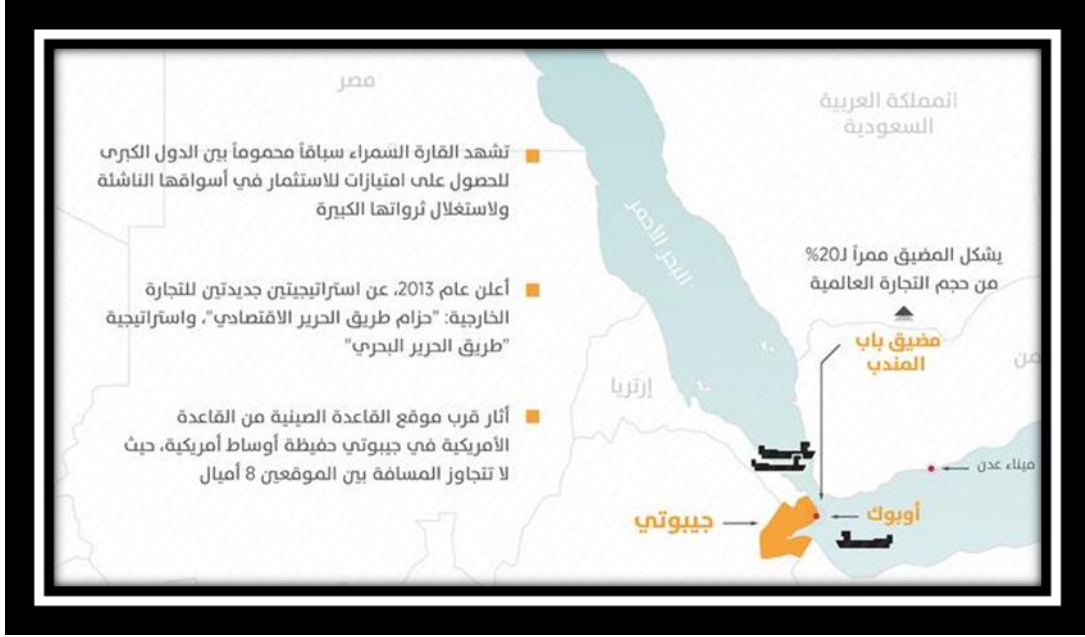 مصر
المملكة العربية
السعودية
تشهد القارة السمراء سباقاً محموماً بين الدول الكبرى
للحصول على امتيازات للاستثمار في أسواقها الناشئة
ولاستغلال ثرواتها الكبيرة
البحر الأحمر
يشكل المضيق ممراً لـ20%
من حجم التجارة العالمية
مضيق باب
المندب
أعلن عام 2013، عن استراتيجيتين جديدتين للتجارة
الخارجية: "حزام طريق الحرير الاقتصادي"، واستراتيجية
"طريق الحرير البحري"
من
إرتريا
أثار قرب موقع القاعدة الصينية من القاعدة
الأمريكية في جيبوتي حفيظة أوساط أمريكية، حيث
لا تتجاوز المسافة بين الموقعين 8 أميال
ميناء عدن
أوبوك
جيبوتي